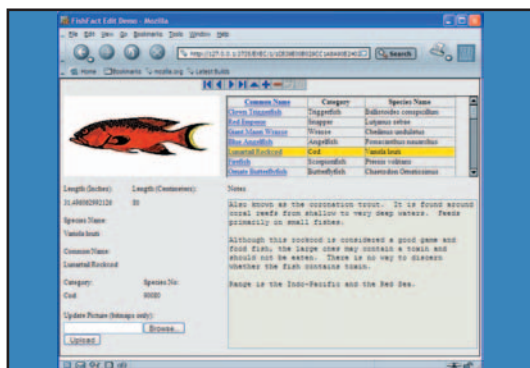 FishFact Edit Demo - Mozilla
File Edit View Go Bookmarks Tools Window Help
Search
Home Bookmarks mozilla.org Latest Builds
Common Name Category Species Name
Clown Triggerfish Triggerfish Ballistoides conspicillum
Red Emperor Snapper Lutjanus sebae
Giant Maori Wrasse Wrasse Cheilinus undulatus
Blue Angelfish Angelfish Pomacanthus nauarchus
Lunartail Rockcod Cod Variola louti
Firefish Scorpionfish Pterois volitans
Ornate Butterflyfish Butterflyfish Chaetodon Ornatissimus
Length (Inches): Length (Centimeters):
80
Species Name:
Variola louti
Common Name:
Lunartail Rockcod
Category: Species No:
Cod
Update Picture (bitmaps only):
Browse...
Upload
Notes
Also known as the coronation trout. It is found around
coral reefs from shallow to very deep waters. Feeds
primarily on small fishes.
Although this rockcod is considered a good game and
food fish, the large ones may contain a toxin and
should not be eaten. There is no way to discern
whether the fish contains toxin.
Range is the Indo-Pacific and the Red Sea.